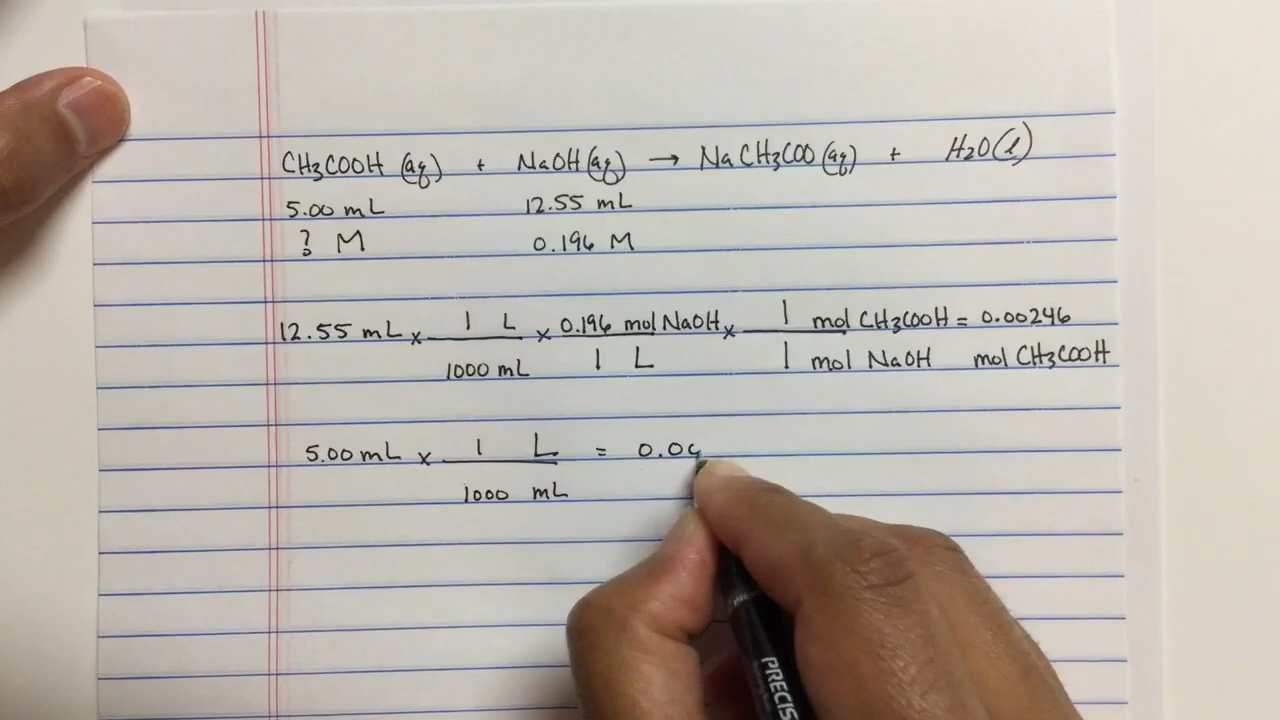 CH3COOH (aq) + NaOH(aq) → NaCH3COO(aq) + H2O(l)
5.00 mL 12.55 mL
? M 0.196 M
12.55 mL × 1 L × 0.196 mol NaOH × 1 mol CH3COOH = 0.00246
1000 mL 1 L 1 mol NaOH mol CH3COOH
5.00 mL × 1 L = 0.0
1000 mL
PRECIS